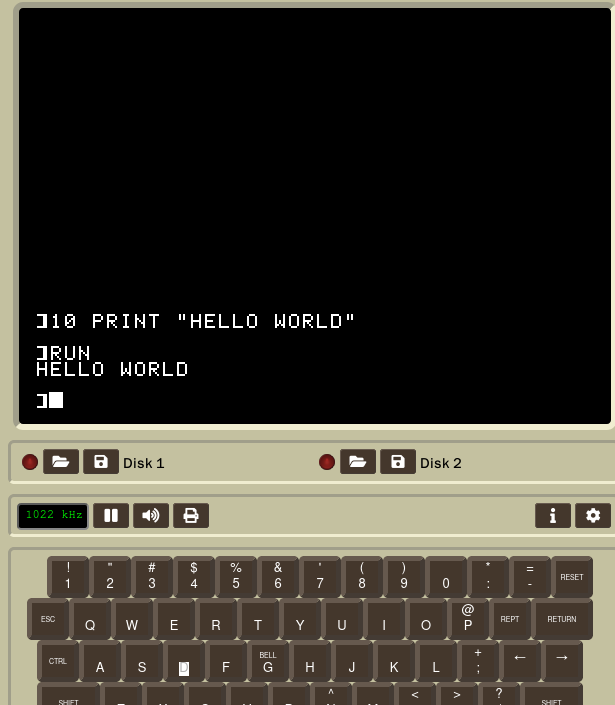 ]10 PRINT "HELLO WORLD"
]RUN
HELLO WORLD
]
Disk 1 Disk 2
1022 kHz
! " # $ % & ' ( ) * =
1 2 3 4 5 6 7 8 9 0 : - RESET
ESC Q W E R T Y U I O @ P REPT RETURN
CTRL A S D F BELL G H J K L + ; ← →
SHIFT ^ < > ? SHIFT